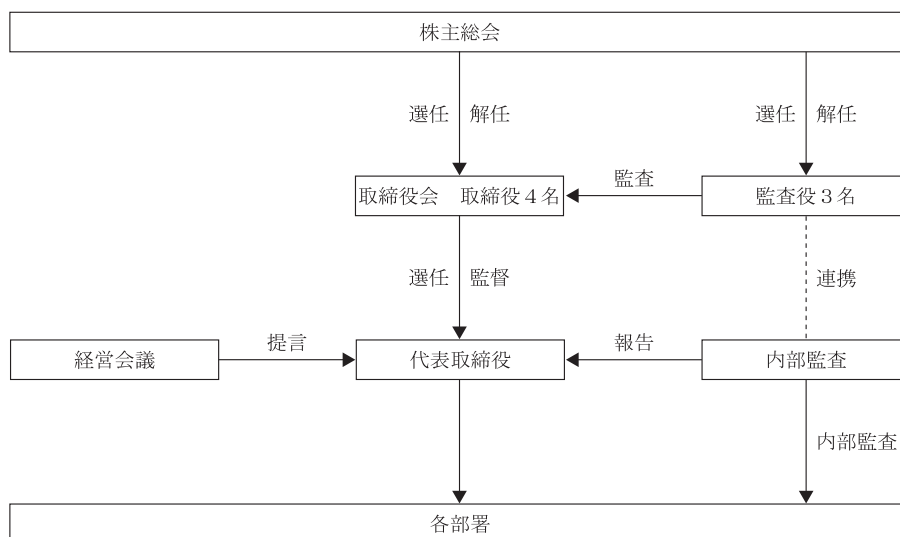 株主総会
選任 解任
選任 解任
取締役会 取締役４名
監査
監査役３名
選任 監督
連携
経営会議
提言
代表取締役
報告
内部監査
内部監査
各部署